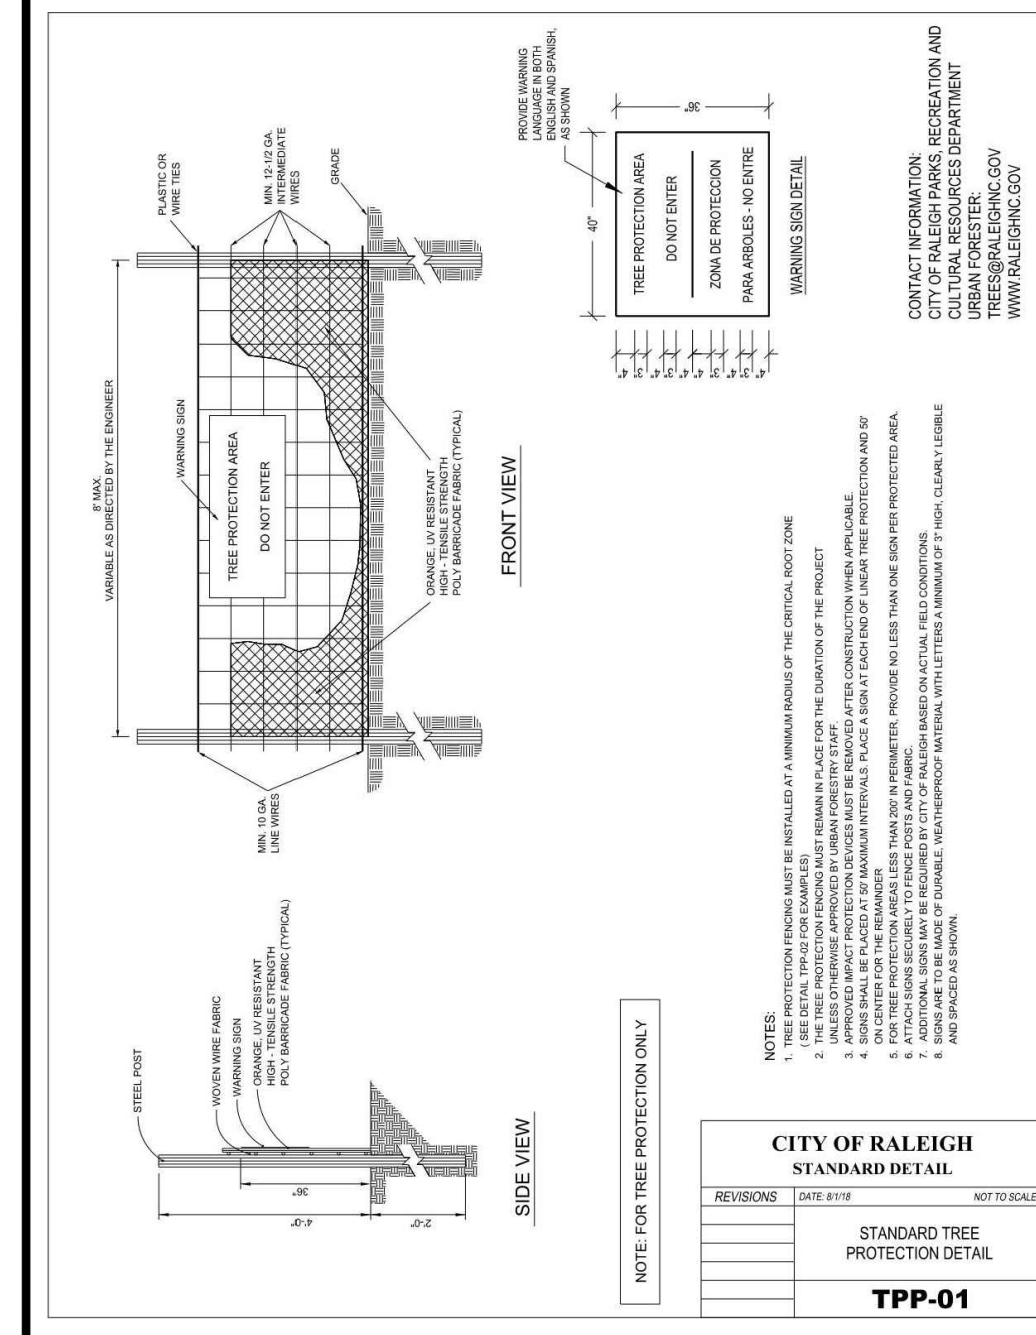 PLASTIC OR
WIRE TIES
MIN. 12-1/2 GA.
INTERMEDIATE
WIRES
GRADE
8" MAX.
VARIABLE AS DIRECTED BY THE ENGINEER
WARNING SIGN
TREE PROTECTION AREA
DO NOT ENTER
ORANGE, UV RESISTANT
HIGH - TENSILE STRENGTH
POLY BARRICADE FABRIC (TYPICAL)
MIN. 10 GA.
LINE WIRES
FRONT VIEW
PROVIDE WARNING
LANGUAGE IN BOTH
ENGLISH AND SPANISH,
AS SHOWN
40"
36"
TREE PROTECTION AREA
DO NOT ENTER
ZONA DE PROTECCION
PARA ARBOLES - NO ENTRE
4"
3"
4"
3"
4"
4"
3"
4"
3"
4"
WARNING SIGN DETAIL
CONTACT INFORMATION:
CITY OF RALEIGH PARKS, RECREATION AND
CULTURAL RESOURCES DEPARTMENT
URBAN FORESTER:
TREES@RALEIGHNC.GOV
WWW.RALEIGHNC.GOV
STEEL POST
WOVEN WIRE FABRIC
WARNING SIGN
ORANGE, UV RESISTANT
HIGH - TENSILE STRENGTH
POLY BARRICADE FABRIC (TYPICAL)
36"
4'-0"
2'-0"
SIDE VIEW
NOTE: FOR TREE PROTECTION ONLY
NOTES:
1. TREE PROTECTION FENCING MUST BE INSTALLED AT A MINIMUM RADIUS OF THE CRITICAL ROOT ZONE
( SEE DETAIL TPP-02 FOR EXAMPLES)
2. THE TREE PROTECTION FENCING MUST REMAIN IN PLACE FOR THE DURATION OF THE PROJECT
UNLESS OTHERWISE APPROVED BY URBAN FORESTRY STAFF.
3. APPROVED IMPACT PROTECTION DEVICES MUST BE REMOVED AFTER CONSTRUCTION WHEN APPLICABLE.
4. SIGNS SHALL BE PLACED AT 50' MAXIMUM INTERVALS. PLACE A SIGN AT EACH END OF LINEAR TREE PROTECTION AND 50'
ON CENTER FOR THE REMAINDER
5. FOR TREE PROTECTION AREAS LESS THAN 200' IN PERIMETER, PROVIDE NO LESS THAN ONE SIGN PER PROTECTED AREA.
6. ATTACH SIGNS SECURELY TO FENCE POSTS AND FABRIC.
7. ADDITIONAL SIGNS MAY BE REQUIRED BY CITY OF RALEIGH BASED ON ACTUAL FIELD CONDITIONS.
8. SIGNS ARE TO BE MADE OF DURABLE, WEATHERPROOF MATERIAL WITH LETTERS A MINIMUM OF 3" HIGH, CLEARLY LEGIBLE
AND SPACED AS SHOWN.
CITY OF RALEIGH
STANDARD DETAIL
REVISIONS
DATE: 8/1/18
NOT TO SCALE
STANDARD TREE
PROTECTION DETAIL
TPP-01